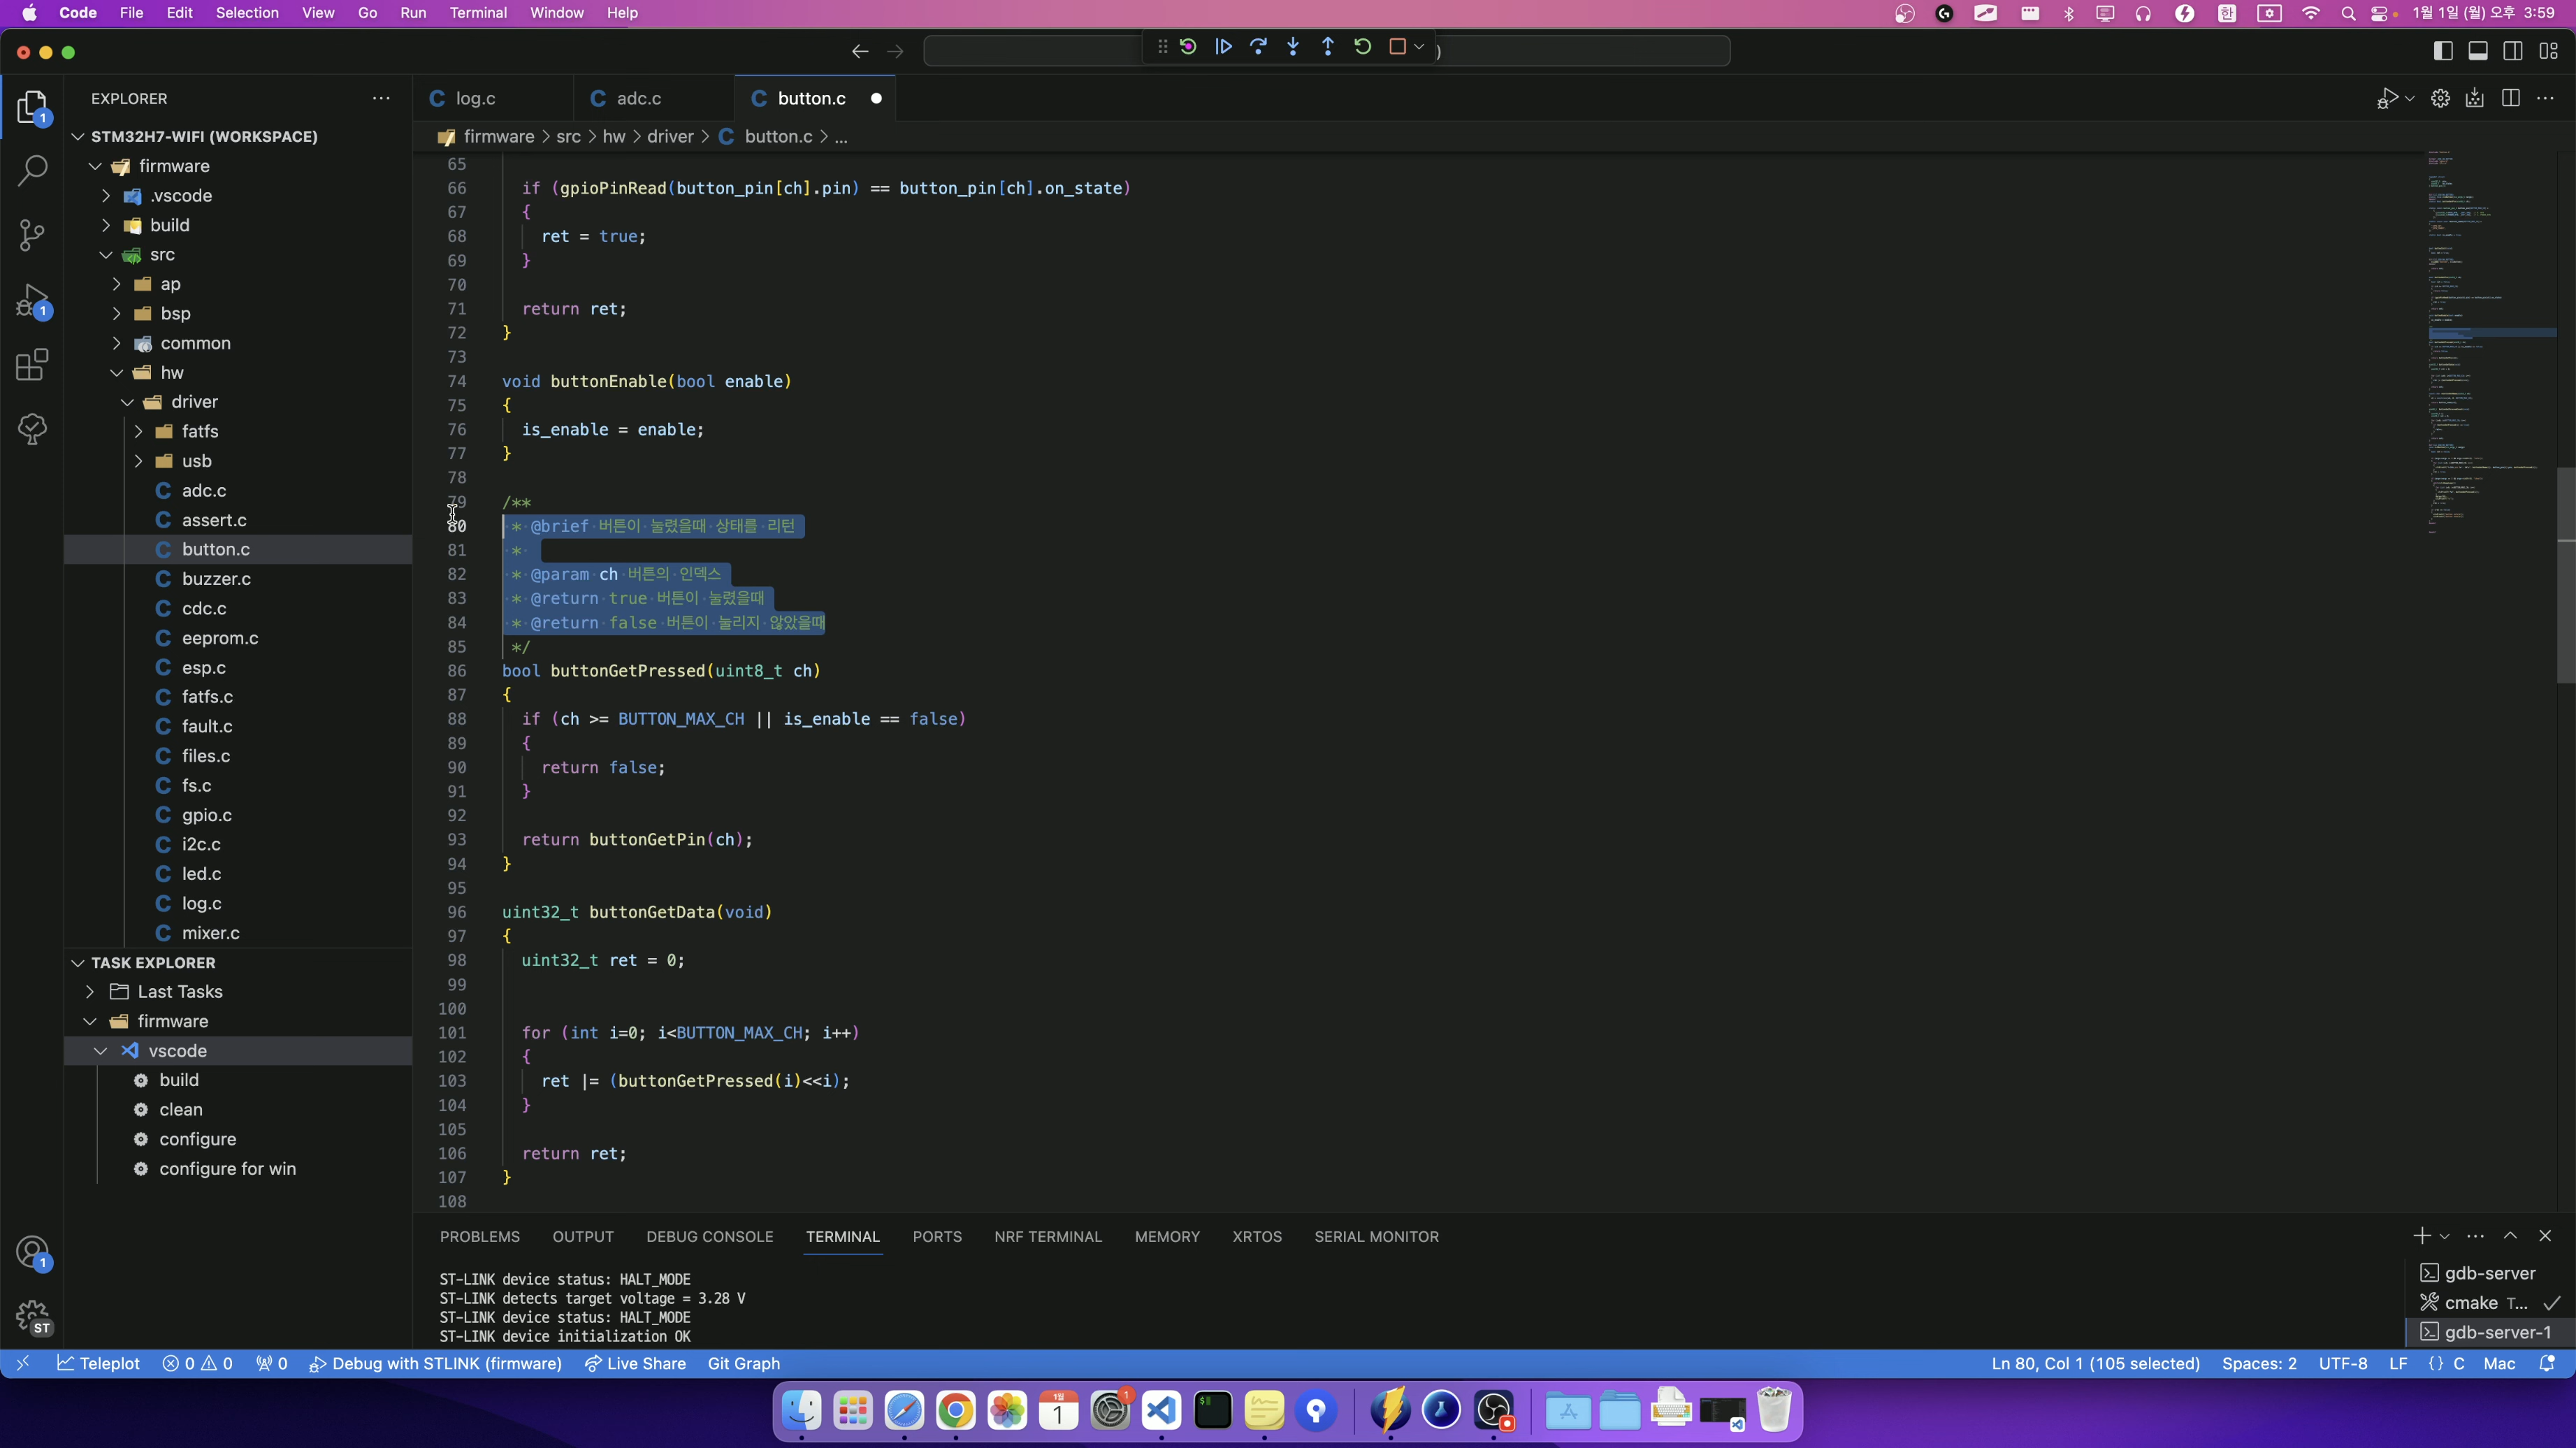 Code File Edit Selection View Go Run Terminal Window Help
한 1월 1일 (월) 오후 3:59
EXPLORER
log.c
adc.c
button.c
STM32H7-WIFI (WORKSPACE)
firmware > src > hw > driver > button.c > ...
firmware
.vscode
build
src
ap
bsp
common
hw
driver
fatfs
usb
adc.c
assert.c
button.c
buzzer.c
cdc.c
eeprom.c
esp.c
fatfs.c
fault.c
files.c
fs.c
gpio.c
i2c.c
led.c
log.c
mixer.c
TASK EXPLORER
Last Tasks
firmware
vscode
build
clean
configure
configure for win
65
66 if (gpioPinRead(button_pin[ch].pin) == button_pin[ch].on_state)
67 {
68 ret = true;
69 }
70
71 return ret;
72 }
73
74 void buttonEnable(bool enable)
75 {
76 is_enable = enable;
77 }
78
79 /**
80 * @brief 버튼이 눌렸을때 상태를 리턴
81 *
82 * @param ch 버튼의 인덱스
83 * @return true 버튼이 눌렸을때
84 * @return false 버튼이 눌리지 않았을때
85 */
86 bool buttonGetPressed(uint8_t ch)
87 {
88 if (ch >= BUTTON_MAX_CH || is_enable == false)
89 {
90 return false;
91 }
92
93 return buttonGetPin(ch);
94 }
95
96 uint32_t buttonGetData(void)
97 {
98 uint32_t ret = 0;
99
100
101 for (int i=0; i<BUTTON_MAX_CH; i++)
102 {
103 ret |= (buttonGetPressed(i)<<i);
104 }
105
106 return ret;
107 }
108
PROBLEMS OUTPUT DEBUG CONSOLE TERMINAL PORTS NRF TERMINAL MEMORY XRTOS SERIAL MONITOR
ST-LINK device status: HALT_MODE
ST-LINK detects target voltage = 3.28 V
ST-LINK device status: HALT_MODE
ST-LINK device initialization OK
gdb-server
cmake T...
gdb-server-1
1
1
1
ST
Teleplot 0 0 0 Debug with STLINK (firmware) Live Share Git Graph
Ln 80, Col 1 (105 selected) Spaces: 2 UTF-8 LF {} C Mac
1월
1
1